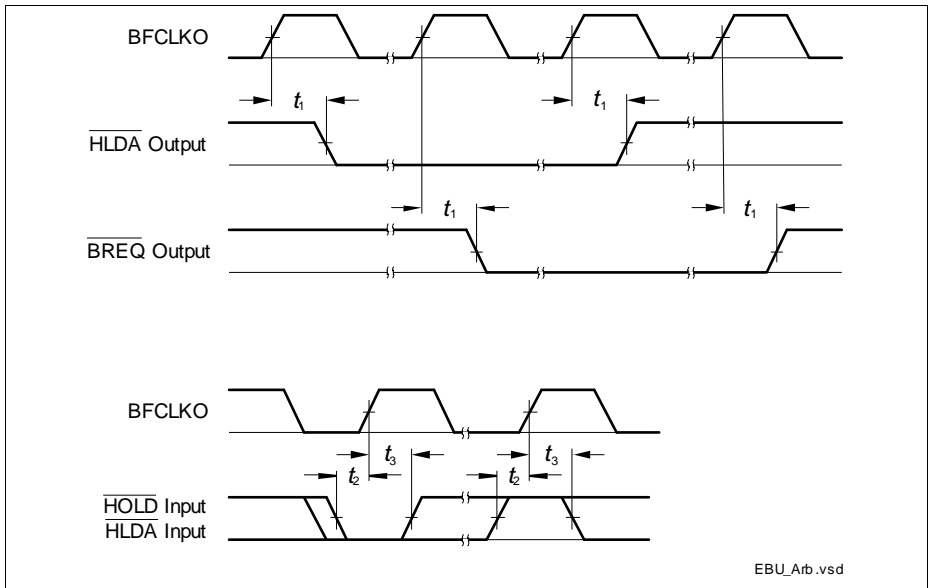 BFCLKO
t1 t1
HLDA Output
t1 t1
BREQ Output
BFCLKO
t3 t3
t2 t2
HOLD Input
HLDA Input
EBU_Arb.vsd